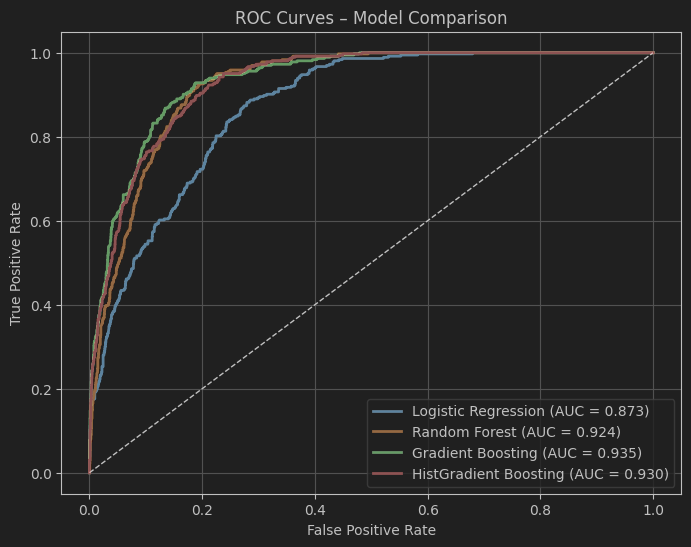 ROC Curves – Model Comparison
True Positive Rate
1.0
0.8
0.6
0.4
0.2
0.0
Logistic Regression (AUC = 0.873)
Random Forest (AUC = 0.924)
Gradient Boosting (AUC = 0.935)
HistGradient Boosting (AUC = 0.930)
0.0 0.2 0.4 0.6 0.8 1.0
False Positive Rate